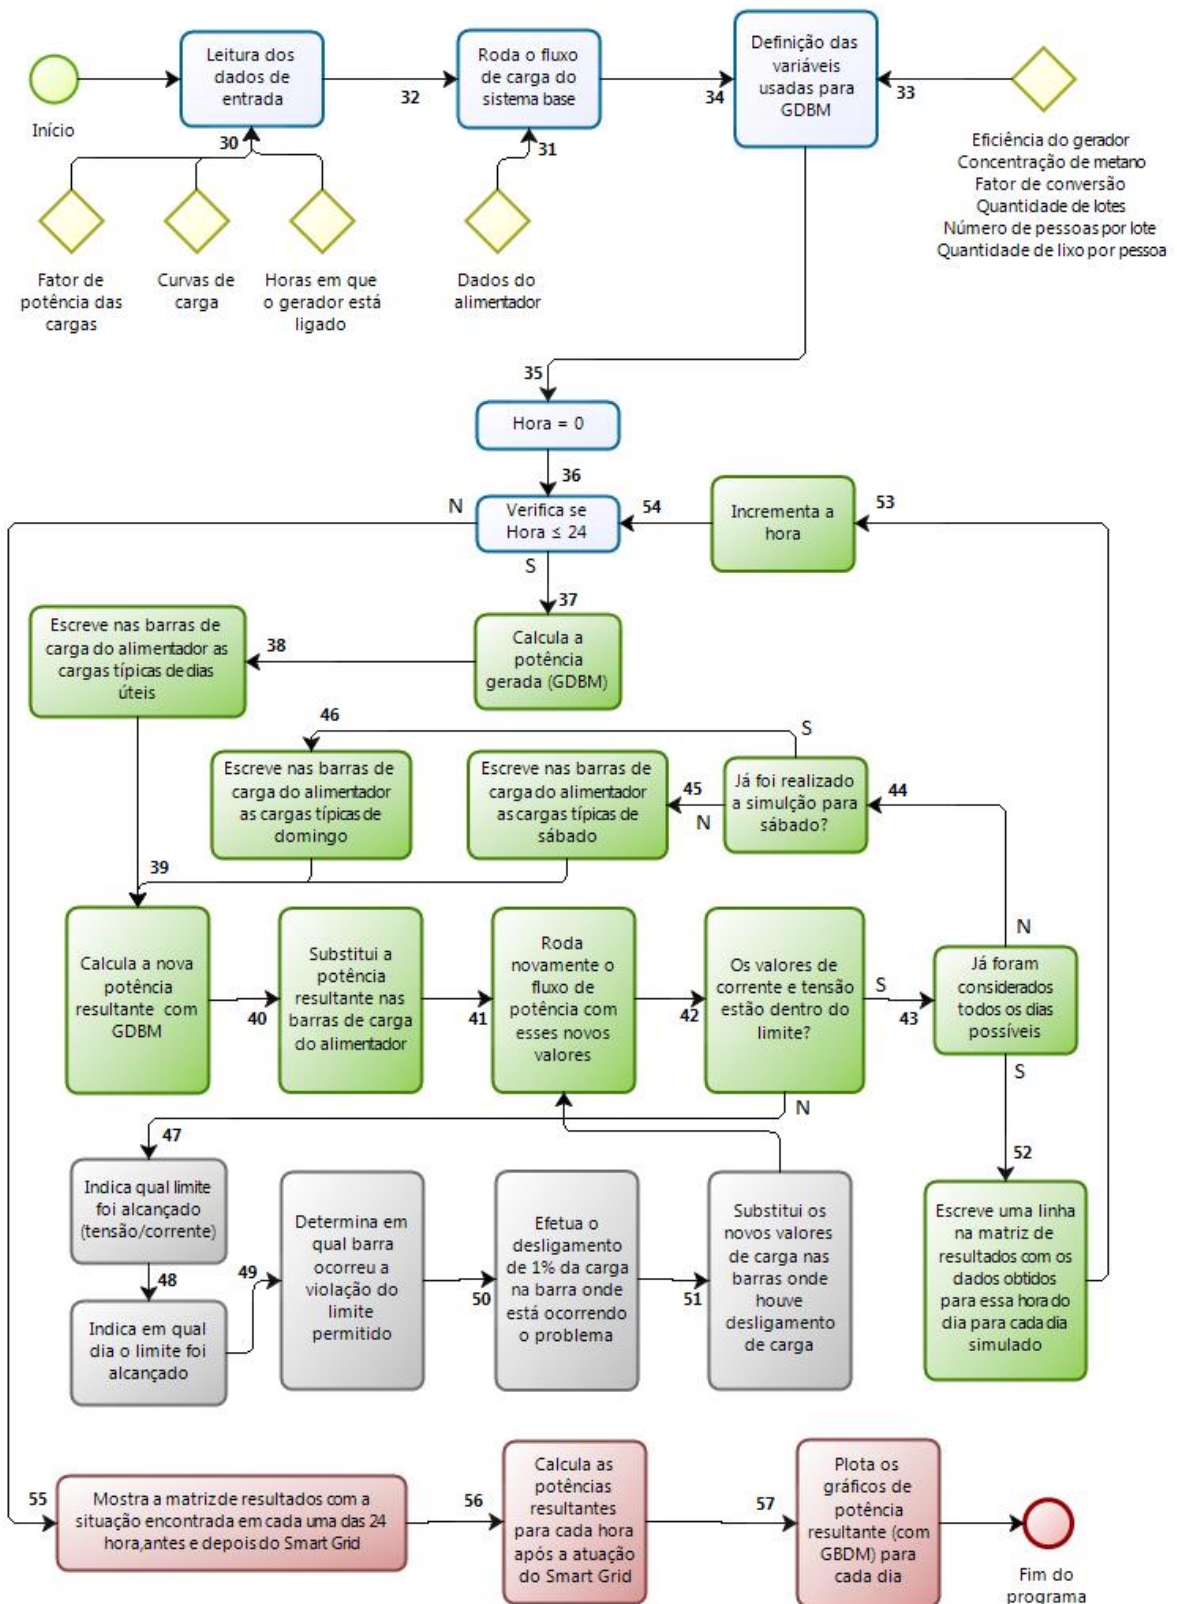 Início
Leitura dos
dados de
entrada
30
32
Roda o fluxo
de carga do
sistema base
31
34
Definição das
variáveis
usadas para
GDBM
33
Eficiência do gerador
Concentração de metano
Fator de conversão
Quantidade de lotes
Número de pessoas por lote
Quantidade de lixo por pessoa
Fator de
potência das
cargas
Curvas de
carga
Horas em que
o gerador está
ligado
Dados do
alimentador
35
Hora = 0
36
N
Verifica se
Hora ≤ 24
S
54
Incrementa a
hora
53
37
Calcula a
potência
gerada (GDBM)
38
Escreve nas barras de
carga do alimentador as
cargas típicas de dias
úteis
46
S
Escreve nas barras de
carga do alimentador
as cargas típicas de
domingo
Escreve nas barras de
carga do alimentador
as cargas típicas de
sábado
45
N
Já foi realizado
a simulção para
sábado?
44
39
Calcula a nova
potência
resultante com
GDBM
40
Substitui a
potência
resultante nas
barras de carga
do alimentador
41
Roda
novamente o
fluxo de
potência com
esses novos
valores
42
Os valores de
corrente e tensão
estão dentro do
limite?
S
43
N
Já foram
considerados
todos os dias
possíveis
S
N
47
Indica qual limite
foi alcançado
(tensão/corrente)
48
Indica em qual
dia o limite foi
alcançado
49
Determina em
qual barra
ocorreu a
violação do
limite
permitido
50
Efetua o
desligamento
de 1% da carga
na barra onde
está ocorrendo
o problema
51
Substitui os
novos valores
de carga nas
barras onde
houve
desligamento
de carga
52
Escreve uma linha
na matriz de
resultados com os
dados obtidos
para essa hora do
dia para cada dia
simulado
55
Mostra a matriz de resultados com a
situação encontrada em cada uma das 24
hora,antes e depois do Smart Grid
56
Calcula as
potências
resultantes
para cada hora
após a atuação
do Smart Grid
57
Plota os
gráficos de
potência
resultante (com
GBDM) para
cada dia
Fim do
programa